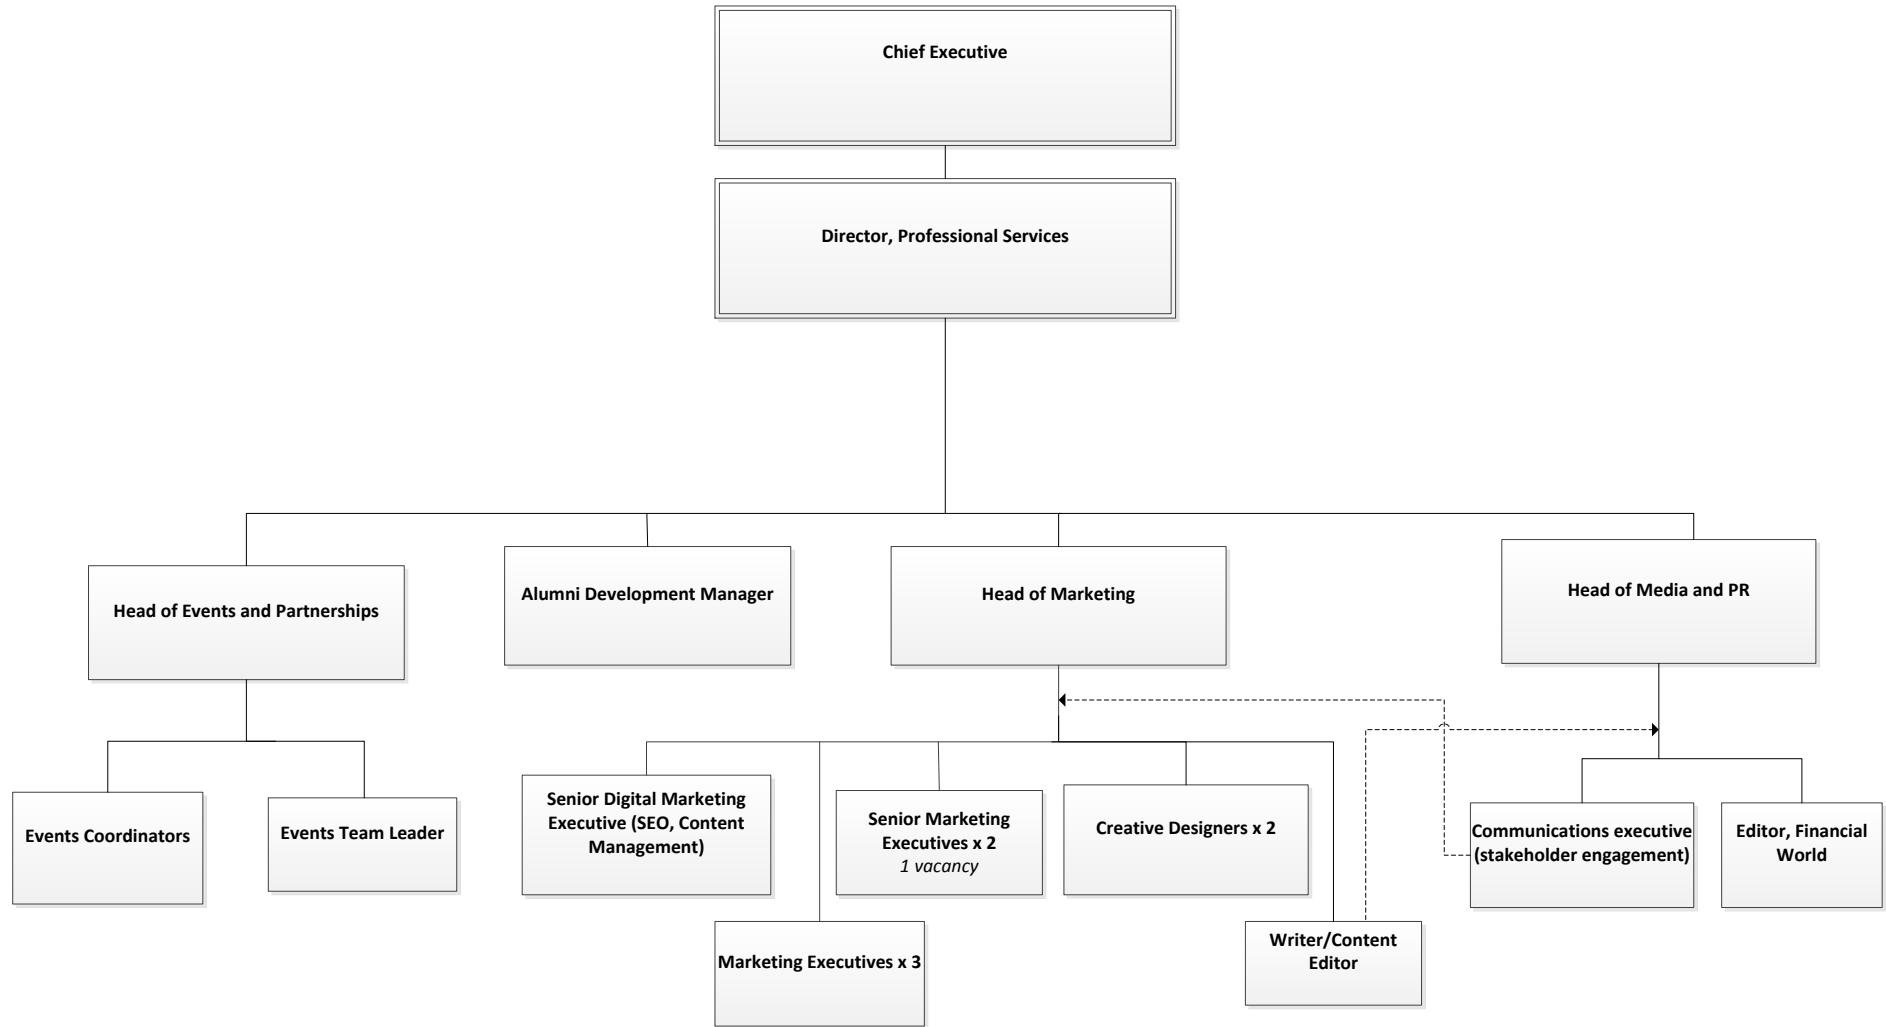 Chief Executive
Director, Professional Services
Head of Events and Partnerships
Alumni Development Manager
Head of Marketing
Head of Media and PR
Events Coordinators
Events Team Leader
Senior Digital Marketing
Executive (SEO, Content
Management)
Senior Marketing
Executives x 2
1 vacancy
Creative Designers x 2
Communications executive
(stakeholder engagement)
Editor, Financial
World
Marketing Executives x 3
Writer/Content
Editor